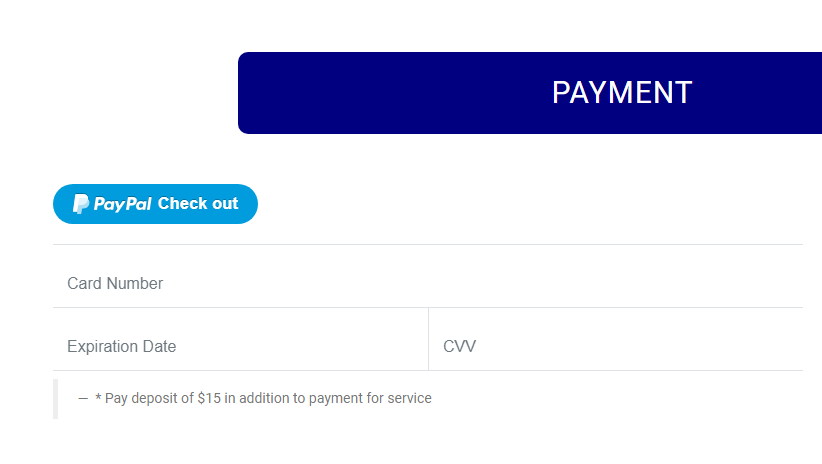 PAYMENT
PayPal Check out
Card Number
Expiration Date CVV
— * Pay deposit of $15 in addition to payment for service